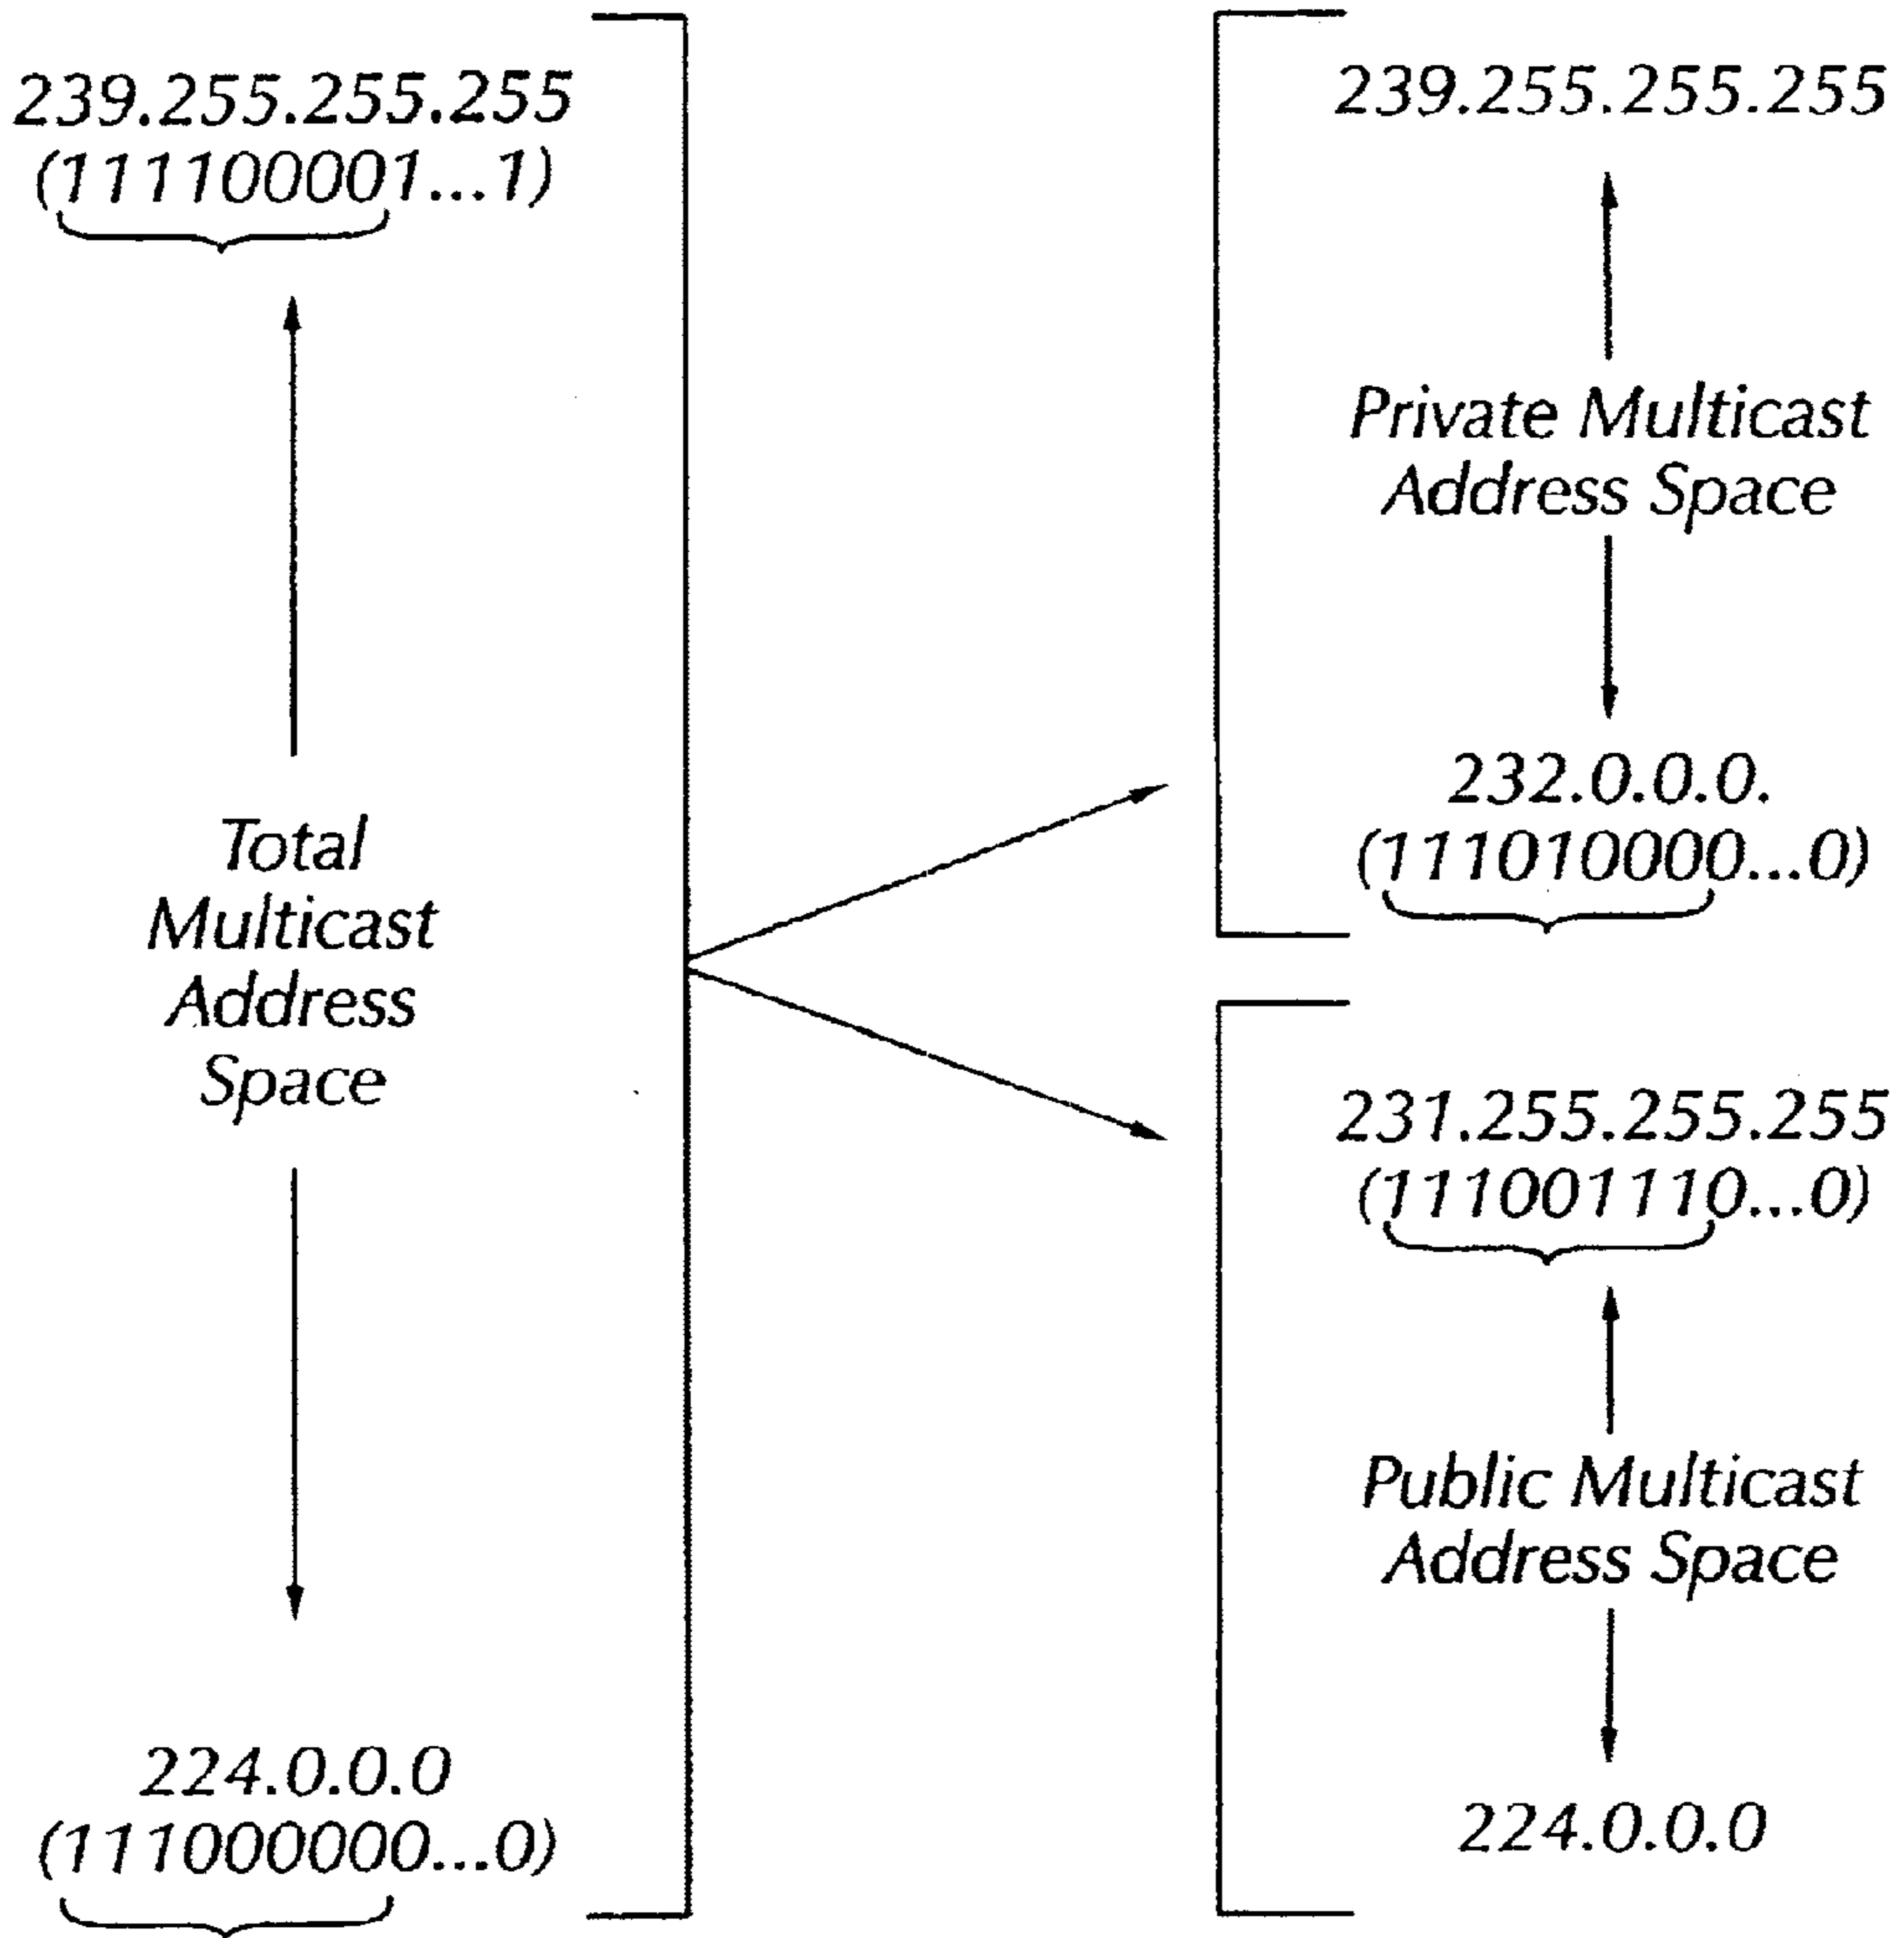 239.255.255.255
(111100001...1)
Total
Multicast
Address
Space
224.0.0.0
(111000000...0)
239.255.255.255
Private Multicast
Address Space
232.0.0.0.
(111010000...0)
231.255.255.255
(111001110...0)
Public Multicast
Address Space
224.0.0.0